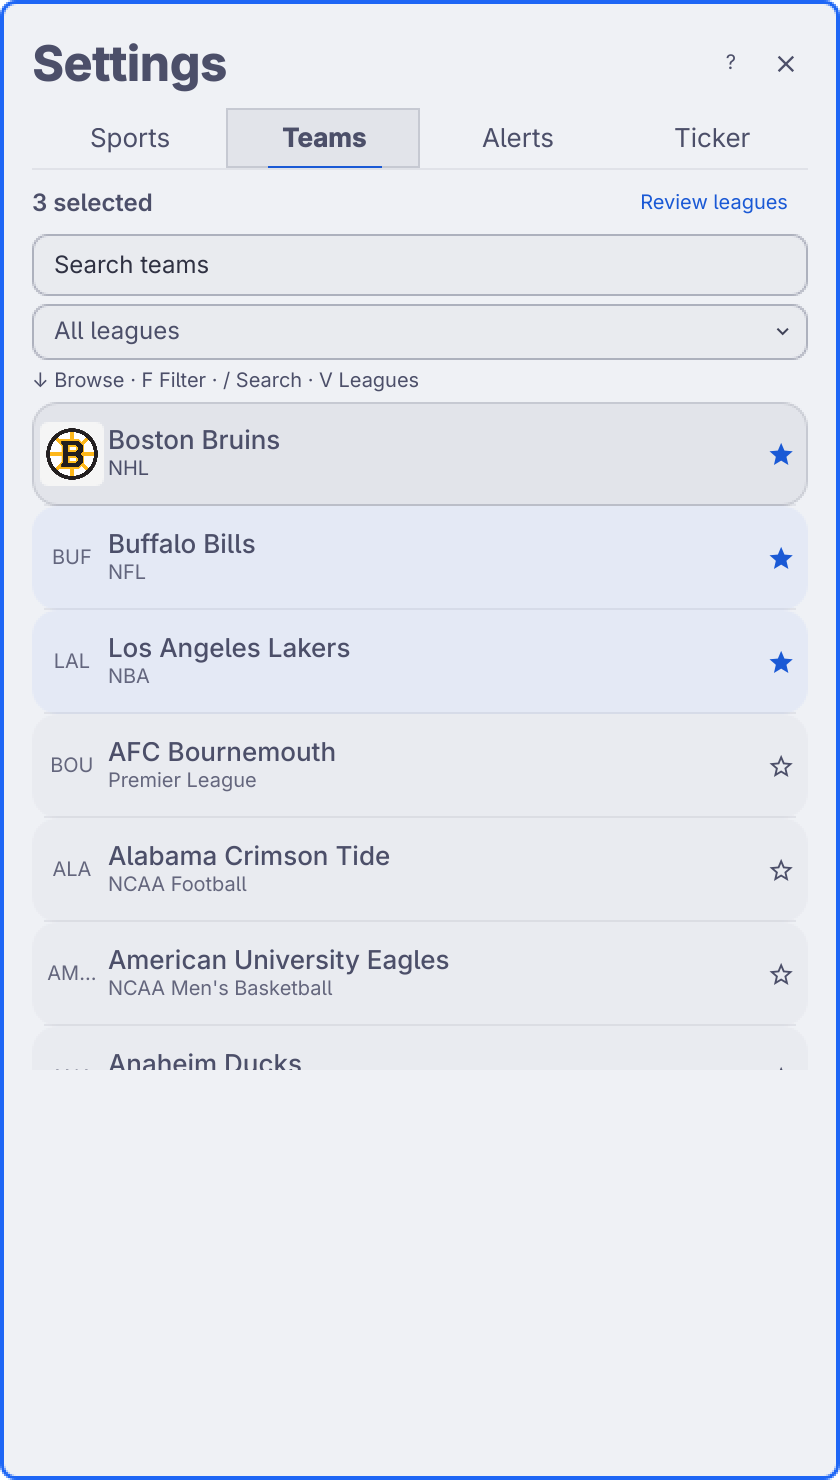 Settings
?
Sports Teams Alerts Ticker
3 selected Review leagues
Search teams
All leagues
↓ Browse · F Filter · / Search · V Leagues
B
Boston Bruins
NHL
BUF
Buffalo Bills
NFL
LAL
Los Angeles Lakers
NBA
BOU
AFC Bournemouth
Premier League
ALA
Alabama Crimson Tide
NCAA Football
AM...
American University Eagles
NCAA Men's Basketball
Anaheim Ducks